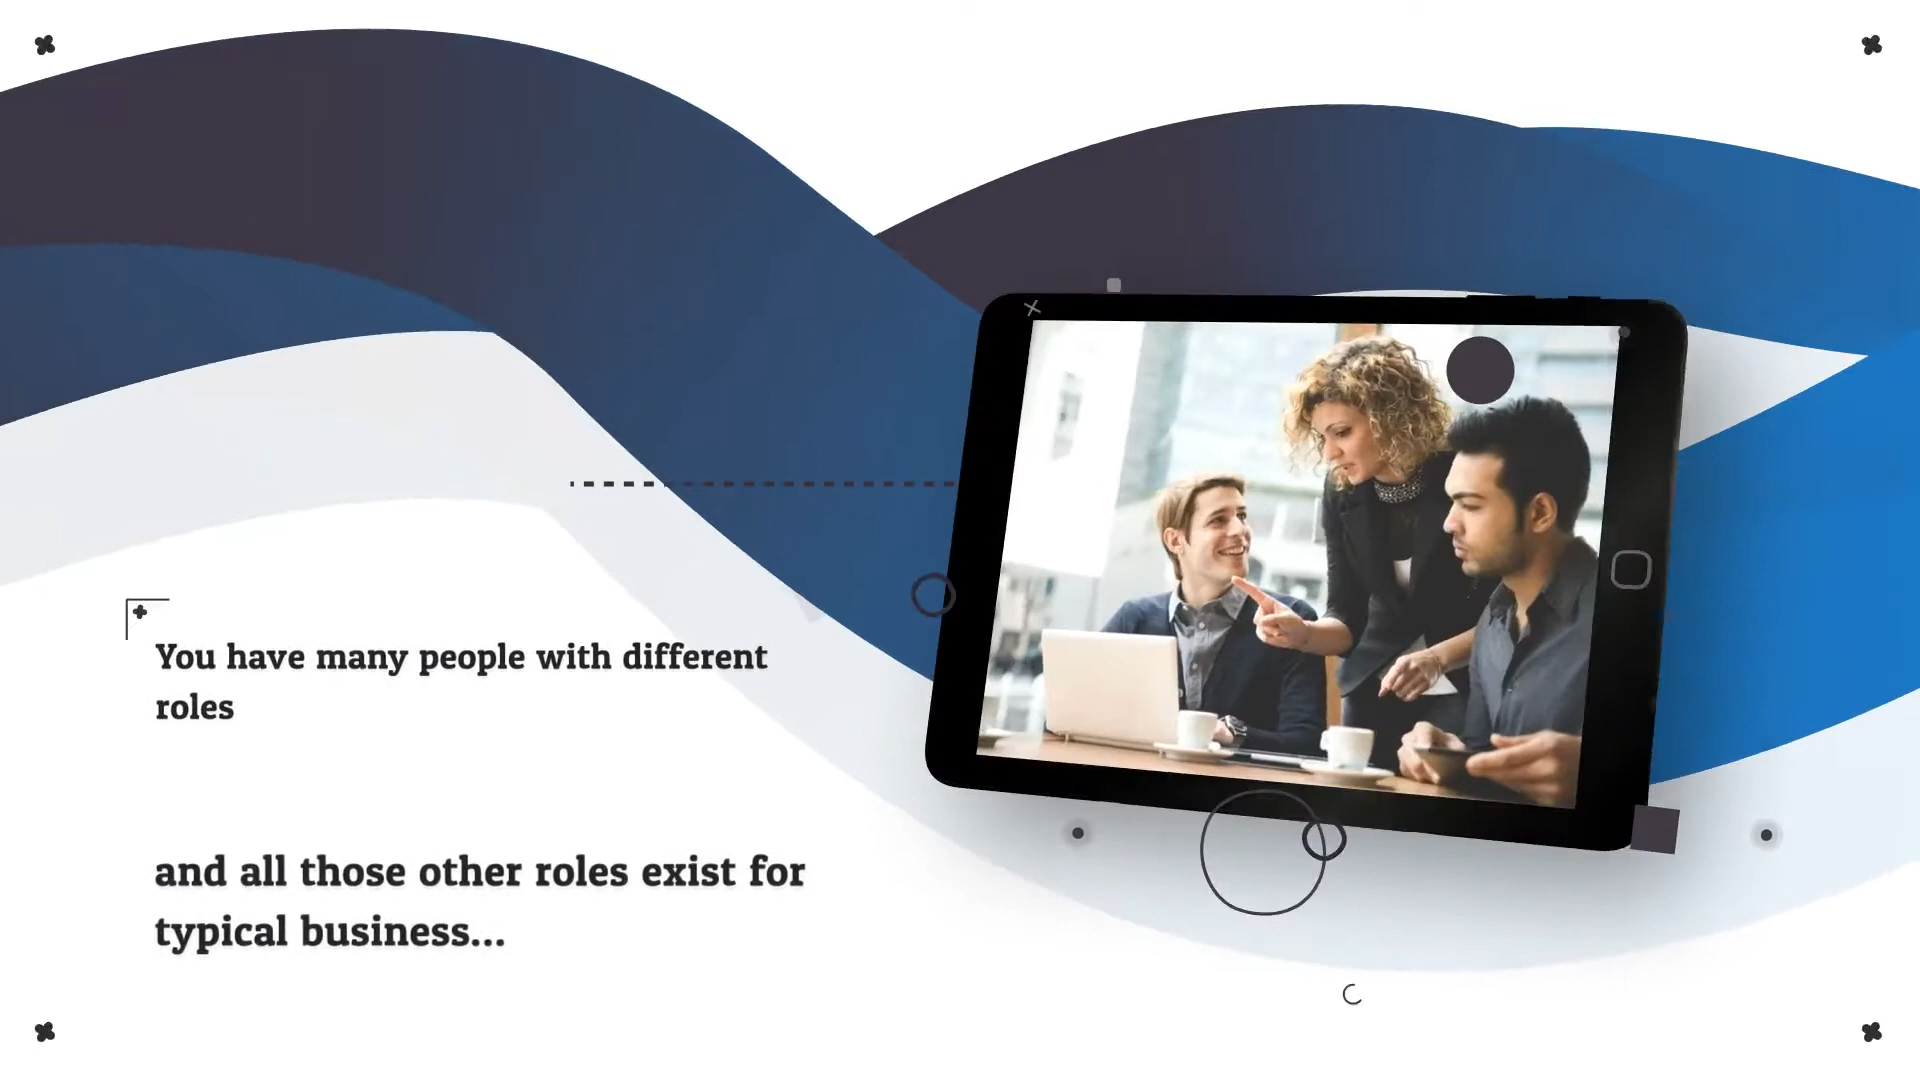 You have many people with different
roles
and all those other roles exist for
typical business...